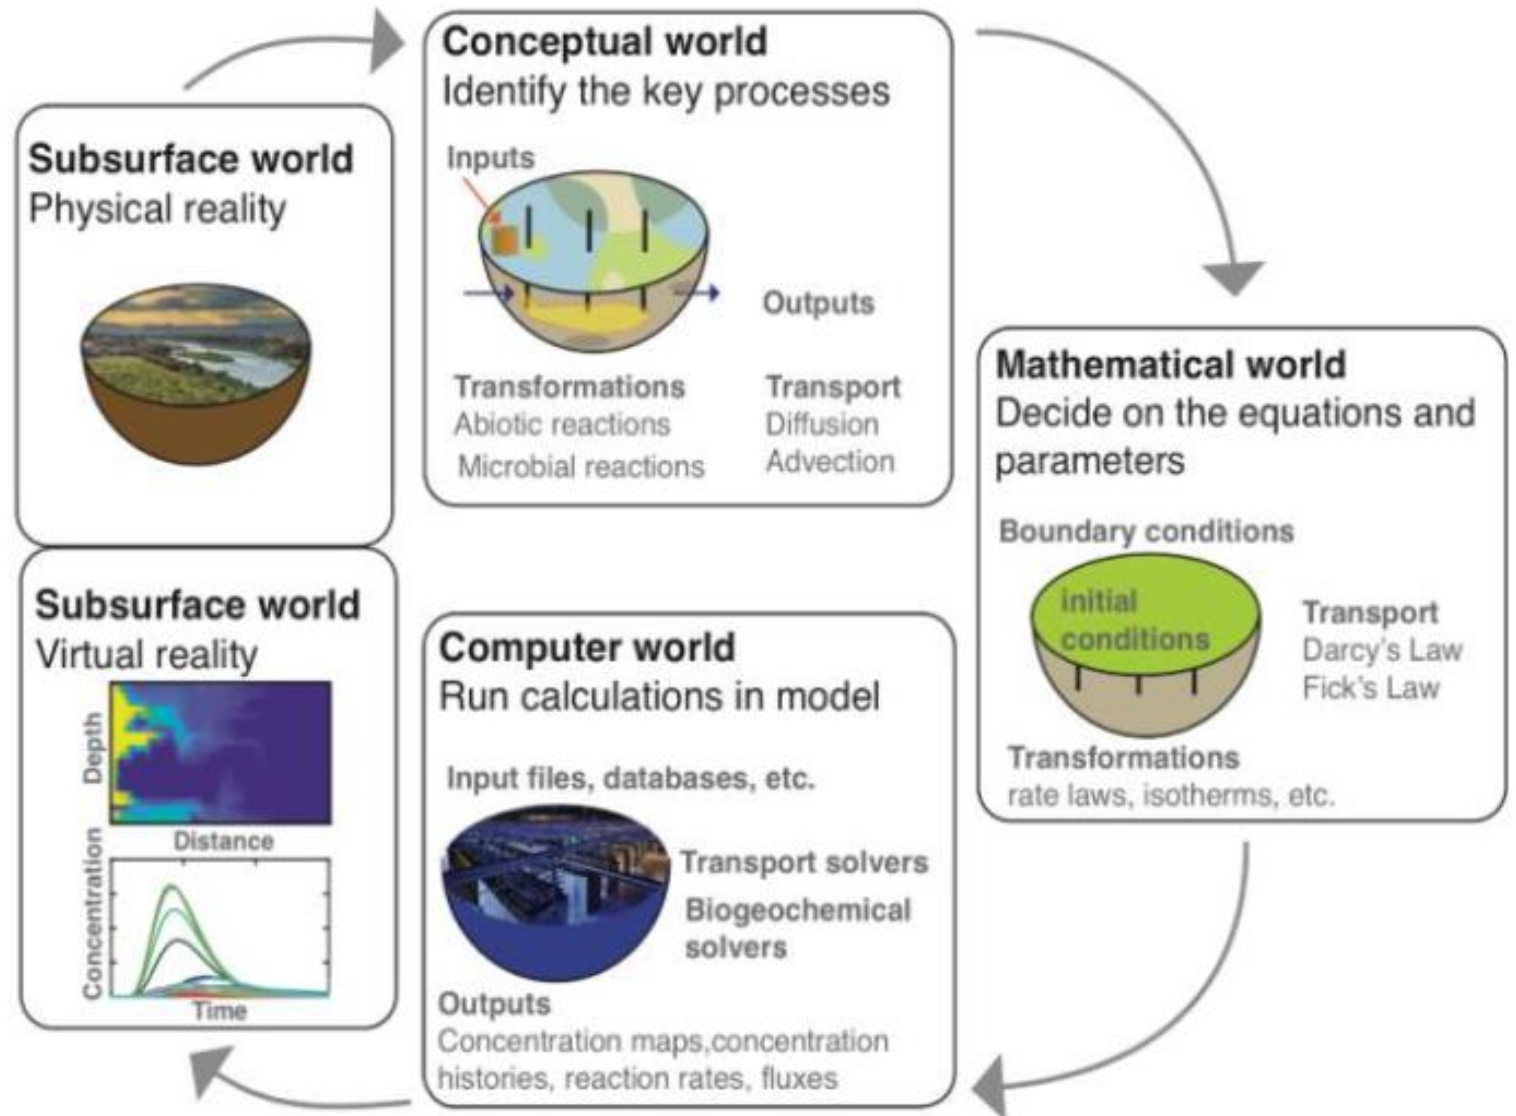 Subsurface world
Physical reality
Conceptual world
Identify the key processes
Inputs
Outputs
Transformations
Abiotic reactions
Microbial reactions
Transport
Diffusion
Advection
Mathematical world
Decide on the equations and
parameters
Boundary conditions
initial
conditions
Transport
Darcy's Law
Fick's Law
Transformations
rate laws, isotherms, etc.
Computer world
Run calculations in model
Input files, databases, etc.
Transport solvers
Biogeochemical
solvers
Outputs
Concentration maps,concentration
histories, reaction rates, fluxes
Subsurface world
Virtual reality
Depth
Distance
Concentration
Time